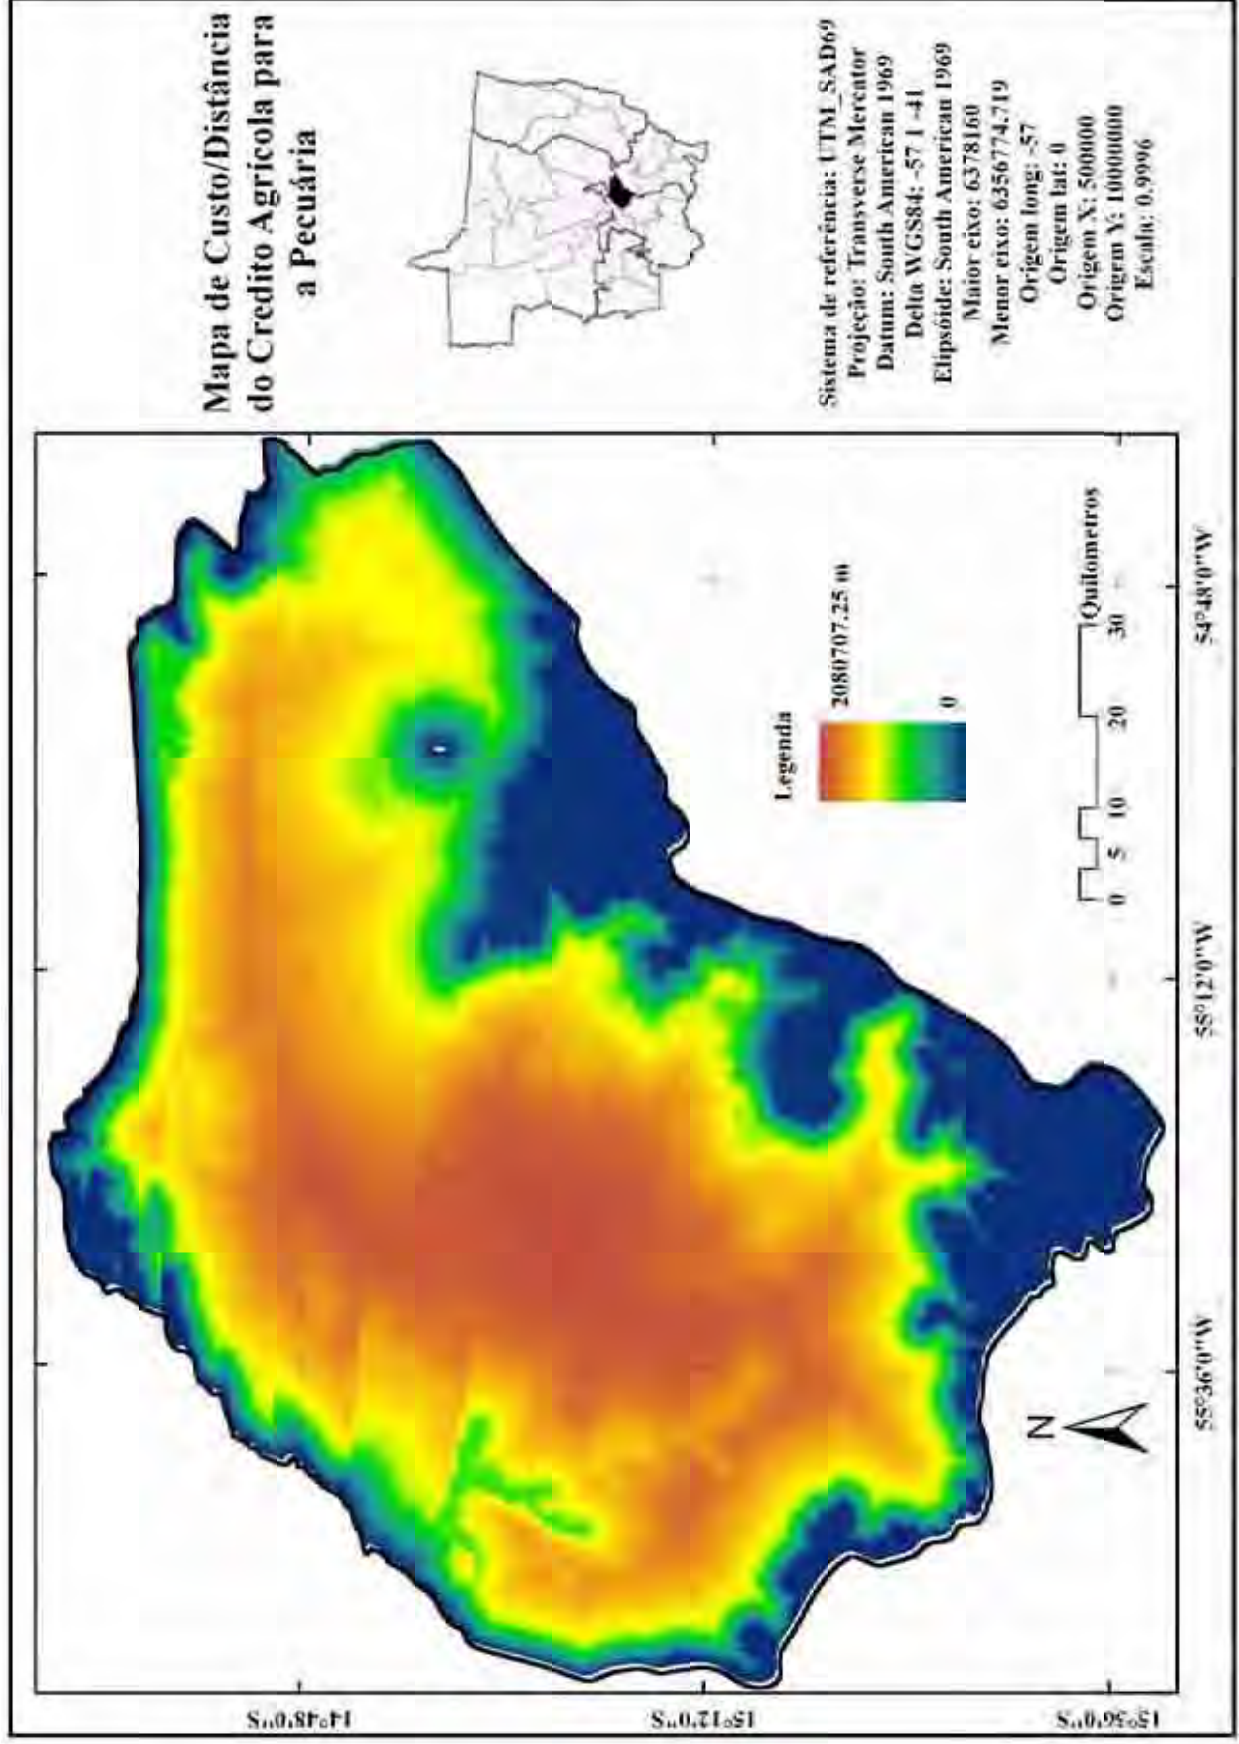 Mapa de Custo/Distância
do Credito Agrícola para
a Pecuária
Sistema de referência: UTM_SAD69
Projeção: Transverse Mercator
Datum: South American 1969
Delta WGS84: -57 1 -41
Elipsóide: South American 1969
Maior eixo: 6378160
Menor eixo: 6356774.719
Origem long: -57
Origem lat: 0
Origem X: 500000
Origem Y: 10000000
Escala: 0.9996
Legenda
2080707.25 m
0
0 5 10 20 30
Quilometros
N
14°48'0"S
15°12'0"S
15°36'0"S
55°36'0"W
55°12'0"W
54°48'0"W